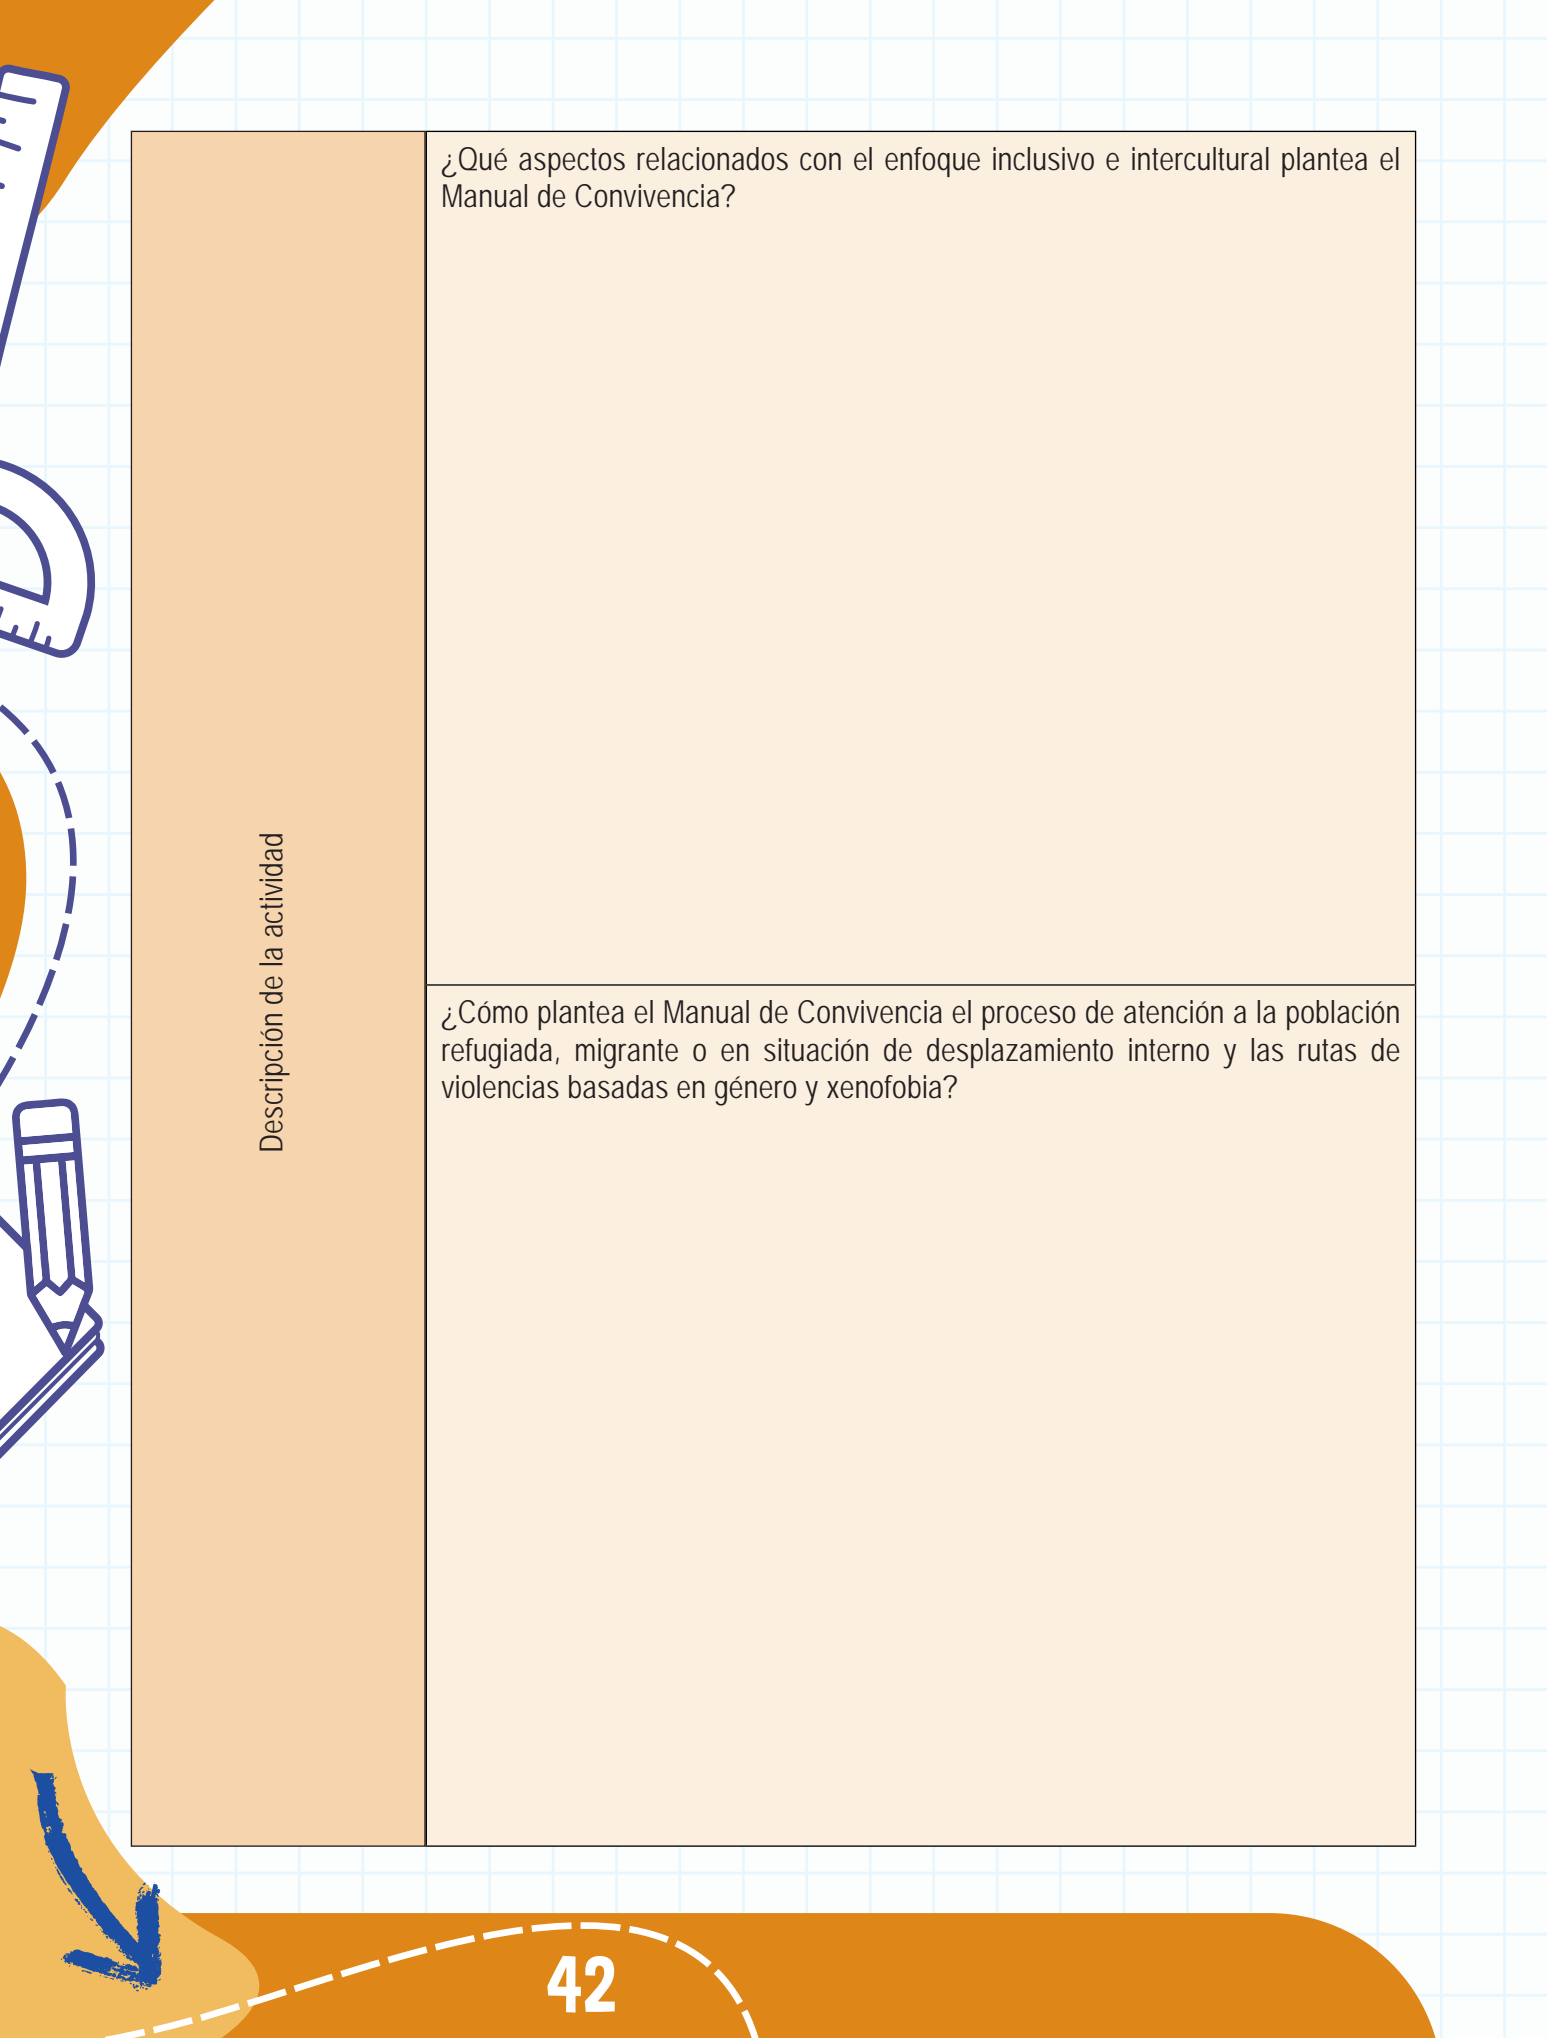 ¿Qué aspectos relacionados con el enfoque inclusivo e intercultural plantea el
Manual de Convivencia?
Descripción de la actividad
¿Cómo plantea el Manual de Convivencia el proceso de atención a la población
refugiada, migrante o en situación de desplazamiento interno y las rutas de
violencias basadas en género y xenofobia?
42